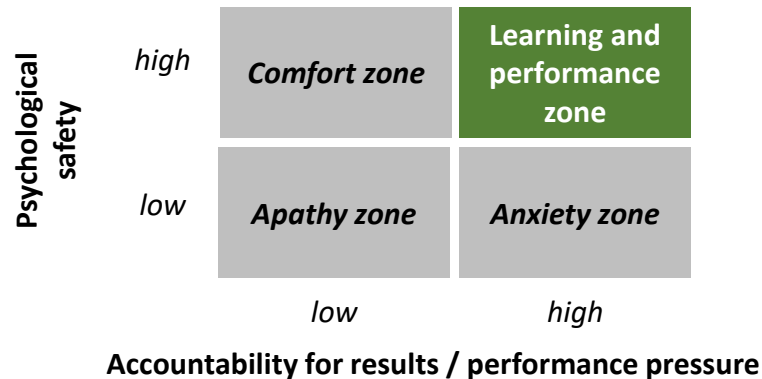 Psychological
safety
high
Comfort zone
Learning and
performance
zone
low
Apathy zone
Anxiety zone
low
high
Accountability for results / performance pressure